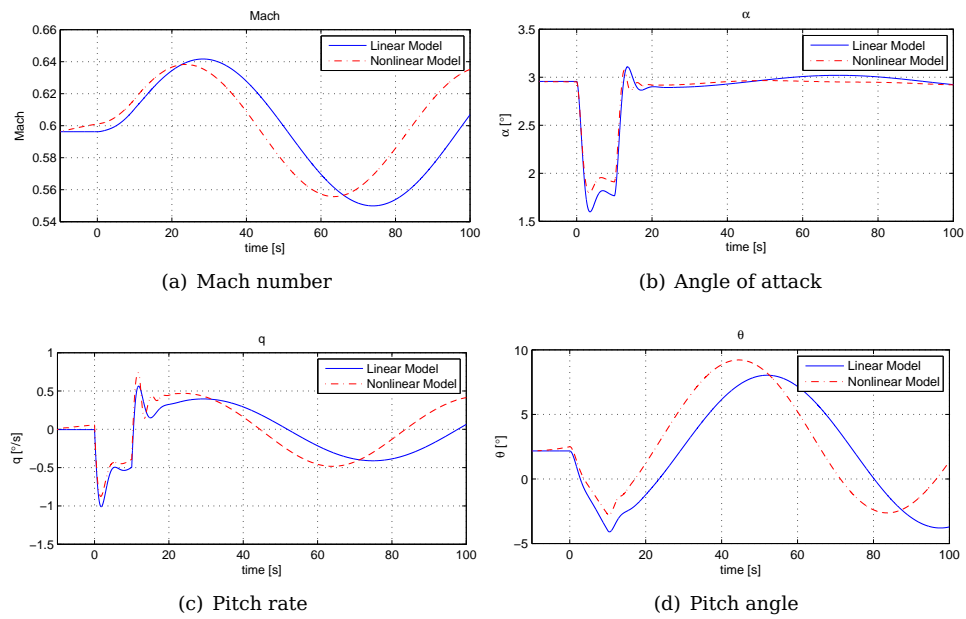 Mach
0.66
0.64
0.62
0.6
0.58
0.56
0.54
Mach
Linear Model
Nonlinear Model
0 20 40 60 80 100
time [s]
(a) Mach number
α
3.5
3
2.5
2
1.5
α [°]
Linear Model
Nonlinear Model
0 20 40 60 80 100
time [s]
(b) Angle of attack
q
1
0.5
0
−0.5
−1
−1.5
q [°/s]
Linear Model
Nonlinear Model
0 20 40 60 80 100
time [s]
(c) Pitch rate
θ
10
5
0
−5
θ [°]
Linear Model
Nonlinear Model
0 20 40 60 80 100
time [s]
(d) Pitch angle